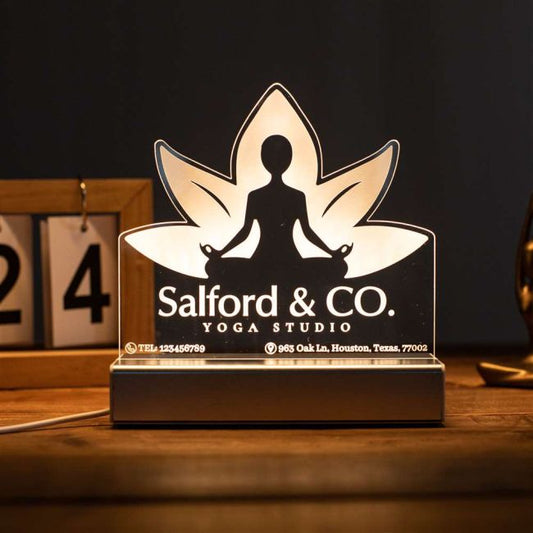 24
Salford & CO.
YOGA STUDIO
TEL: 123456789
963 Oak Ln, Houston, Texas, 77002